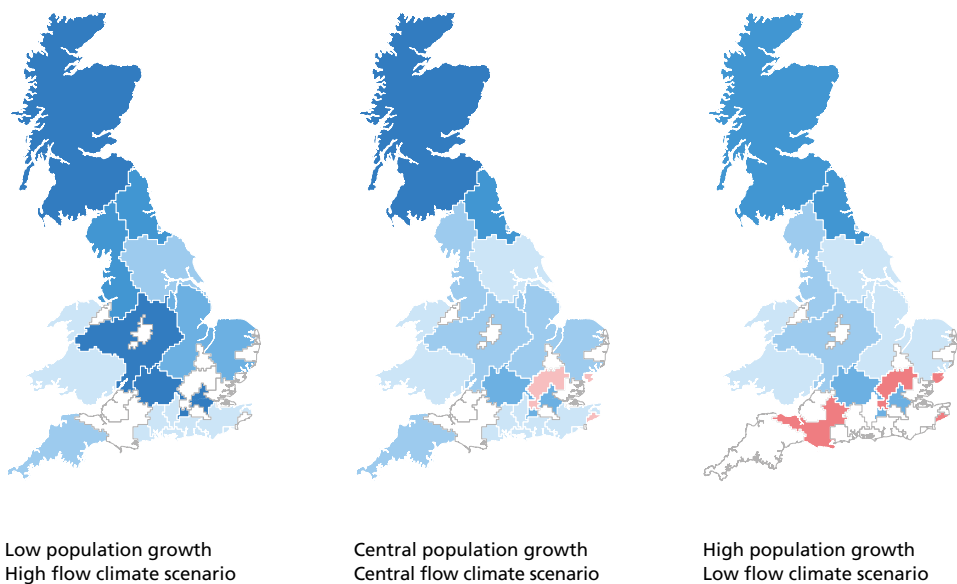 Low population growth
High flow climate scenario
Central population growth
Central flow climate scenario
High population growth
Low flow climate scenario